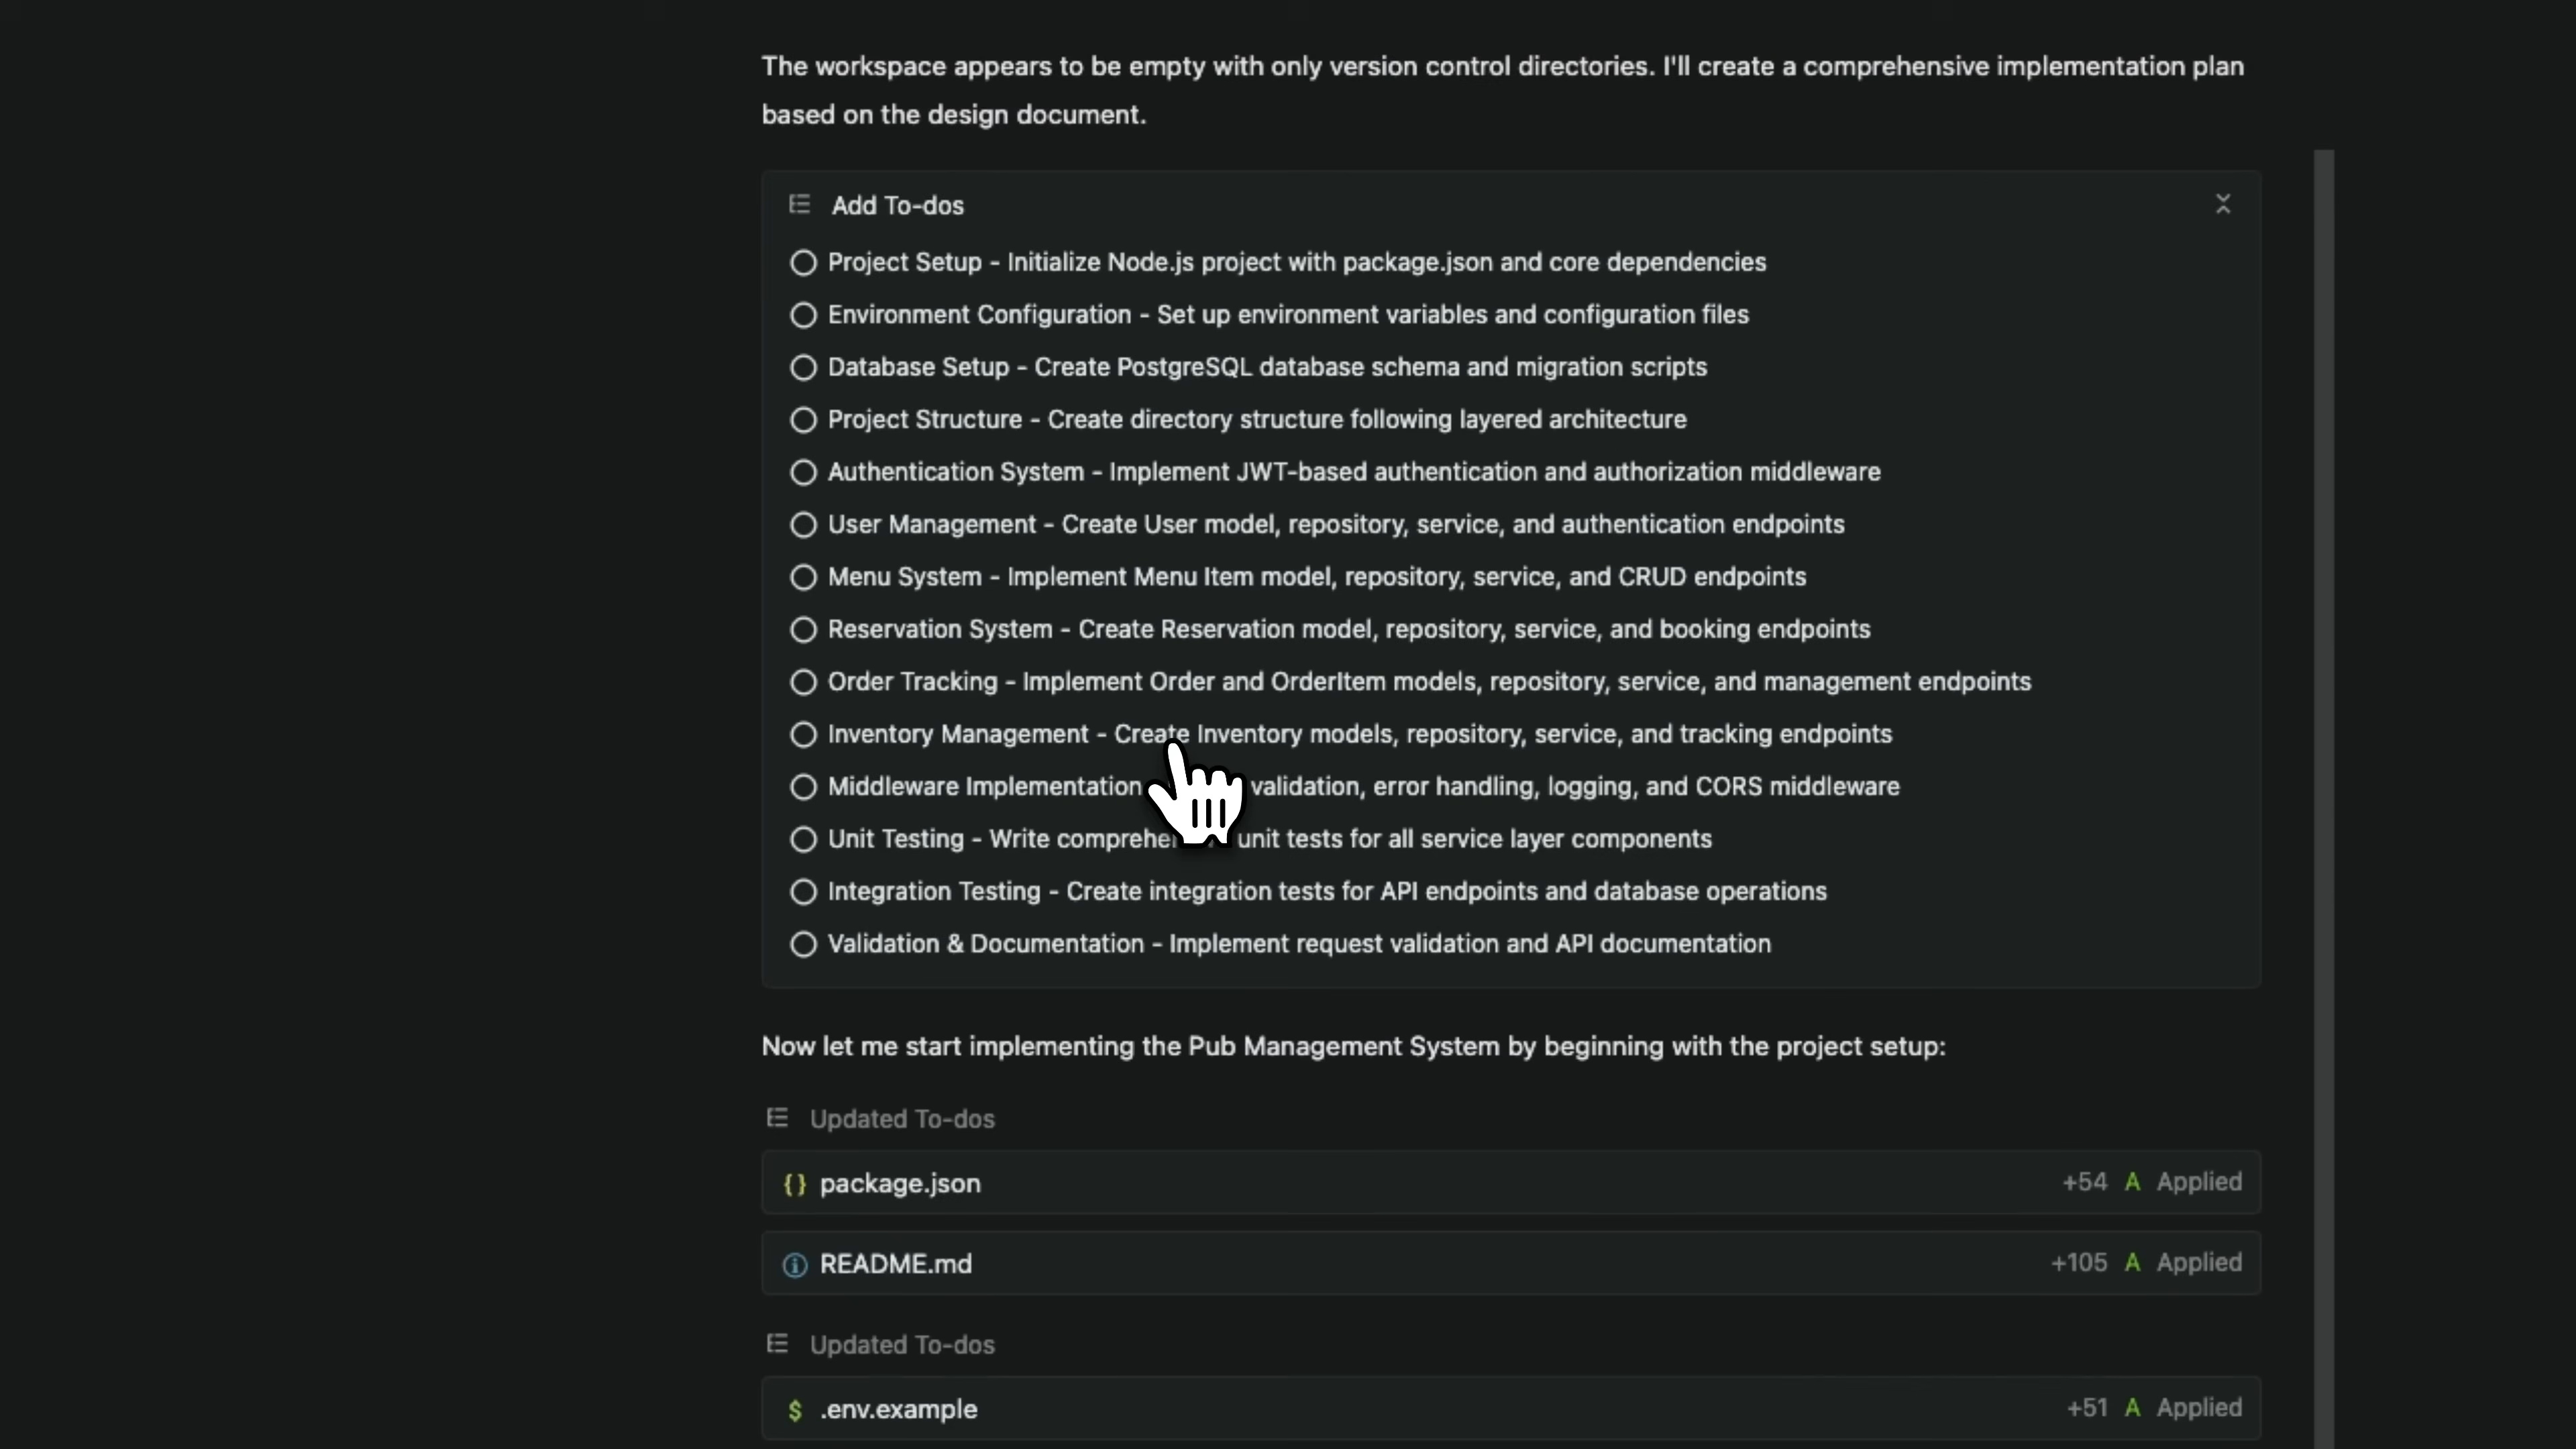 The workspace appears to be empty with only version control directories. I'll create a comprehensive implementation plan
based on the design document.
Add To-dos
Project Setup - Initialize Node.js project with package.json and core dependencies
Environment Configuration - Set up environment variables and configuration files
Database Setup - Create PostgreSQL database schema and migration scripts
Project Structure - Create directory structure following layered architecture
Authentication System - Implement JWT-based authentication and authorization middleware
User Management - Create User model, repository, service, and authentication endpoints
Menu System - Implement Menu Item model, repository, service, and CRUD endpoints
Reservation System - Create Reservation model, repository, service, and booking endpoints
Order Tracking - Implement Order and OrderItem models, repository, service, and management endpoints
Inventory Management - Create Inventory models, repository, service, and tracking endpoints
Middleware Implementation validation, error handling, logging, and CORS middleware
Unit Testing - Write unit tests for all service layer components
Integration Testing - Create integration tests for API endpoints and database operations
Validation & Documentation - Implement request validation and API documentation
Now let me start implementing the Pub Management System by beginning with the project setup:
Updated To-dos
{} package.json +54 A Applied
README.md +105 A Applied
Updated To-dos
$ .env.example +51 A Applied